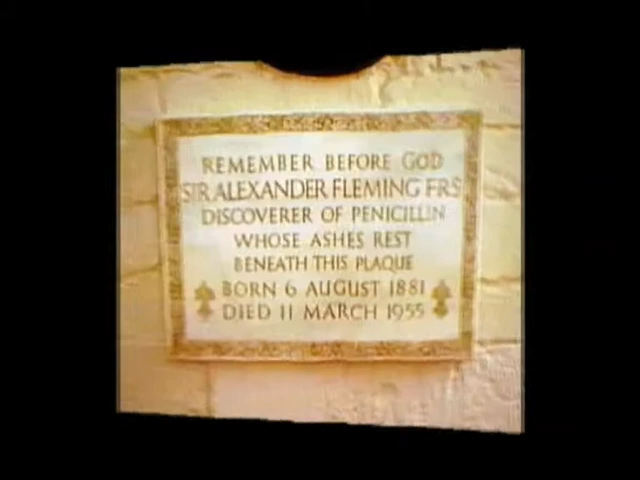 REMEMBER BEFORE GOD
SIR ALEXANDER FLEMING FRS
DISCOVERER OF PENICILLIN
WHOSE ASHES REST
BENEATH THIS PLAQUE
BORN 6 AUGUST 1881
DIED 11 MARCH 1955